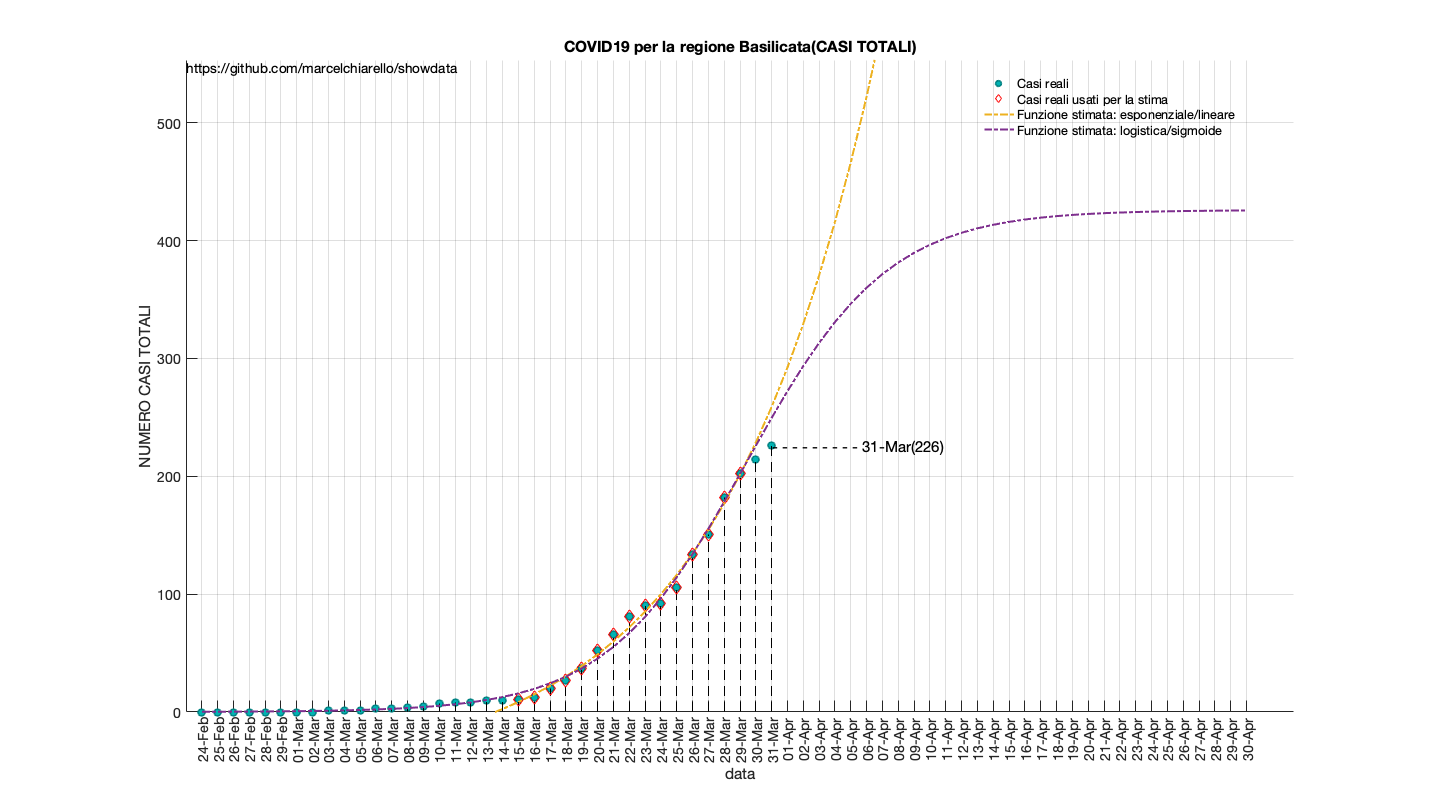 COVID19 per la regione Basilicata(CASI TOTALI)
https://github.com/marcelchiarello/showdata
Casi reali
Casi reali usati per la stima
Funzione stimata: esponenziale/lineare
Funzione stimata: logistica/sigmoide
500
400
300
200
100
0
NUMERO CASI TOTALI
31-Mar(226)
24-Feb
25-Feb
26-Feb
27-Feb
28-Feb
29-Feb
01-Mar
02-Mar
03-Mar
04-Mar
05-Mar
06-Mar
07-Mar
08-Mar
09-Mar
10-Mar
11-Mar
12-Mar
13-Mar
14-Mar
15-Mar
16-Mar
17-Mar
18-Mar
19-Mar
20-Mar
21-Mar
22-Mar
23-Mar
24-Mar
25-Mar
26-Mar
27-Mar
28-Mar
29-Mar
30-Mar
31-Mar
01-Apr
02-Apr
03-Apr
04-Apr
05-Apr
06-Apr
07-Apr
08-Apr
09-Apr
10-Apr
11-Apr
12-Apr
13-Apr
14-Apr
15-Apr
16-Apr
17-Apr
18-Apr
19-Apr
20-Apr
21-Apr
22-Apr
23-Apr
24-Apr
25-Apr
26-Apr
27-Apr
28-Apr
29-Apr
30-Apr
data